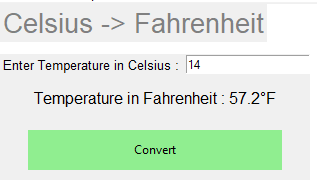 Celsius -> Fahrenheit
Enter Temperature in Celsius : 14
Temperature in Fahrenheit : 57.2°F
Convert